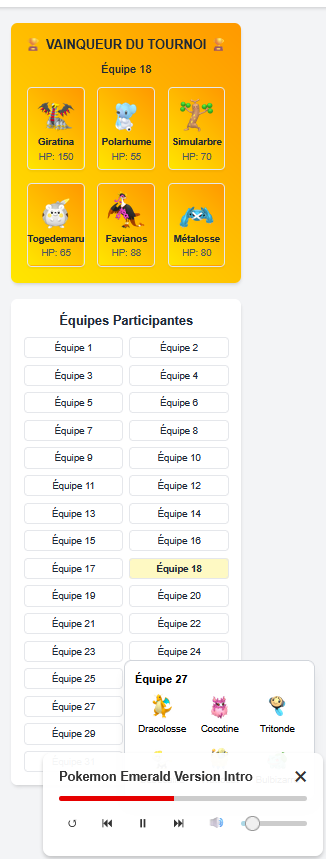 VAINQUEUR DU TOURNOI
Équipe 18
Giratina Polarhume Simularbre
HP: 150 HP: 55 HP: 70
Togedemaru Favianos Métalosse
HP: 65 HP: 88 HP: 80
Équipes Participantes
Équipe 1 Équipe 2
Équipe 3 Équipe 4
Équipe 5 Équipe 6
Équipe 7 Équipe 8
Équipe 9 Équipe 10
Équipe 11 Équipe 12
Équipe 13 Équipe 14
Équipe 15 Équipe 16
Équipe 17 Équipe 18
Équipe 19 Équipe 20
Équipe 21 Équipe 22
Équipe 23 Équipe 24
Équipe 25
Équipe 27
Équipe 29
Équipe 27
Dracolosse Cocotine Tritonde
Pokemon Emerald Version Intro